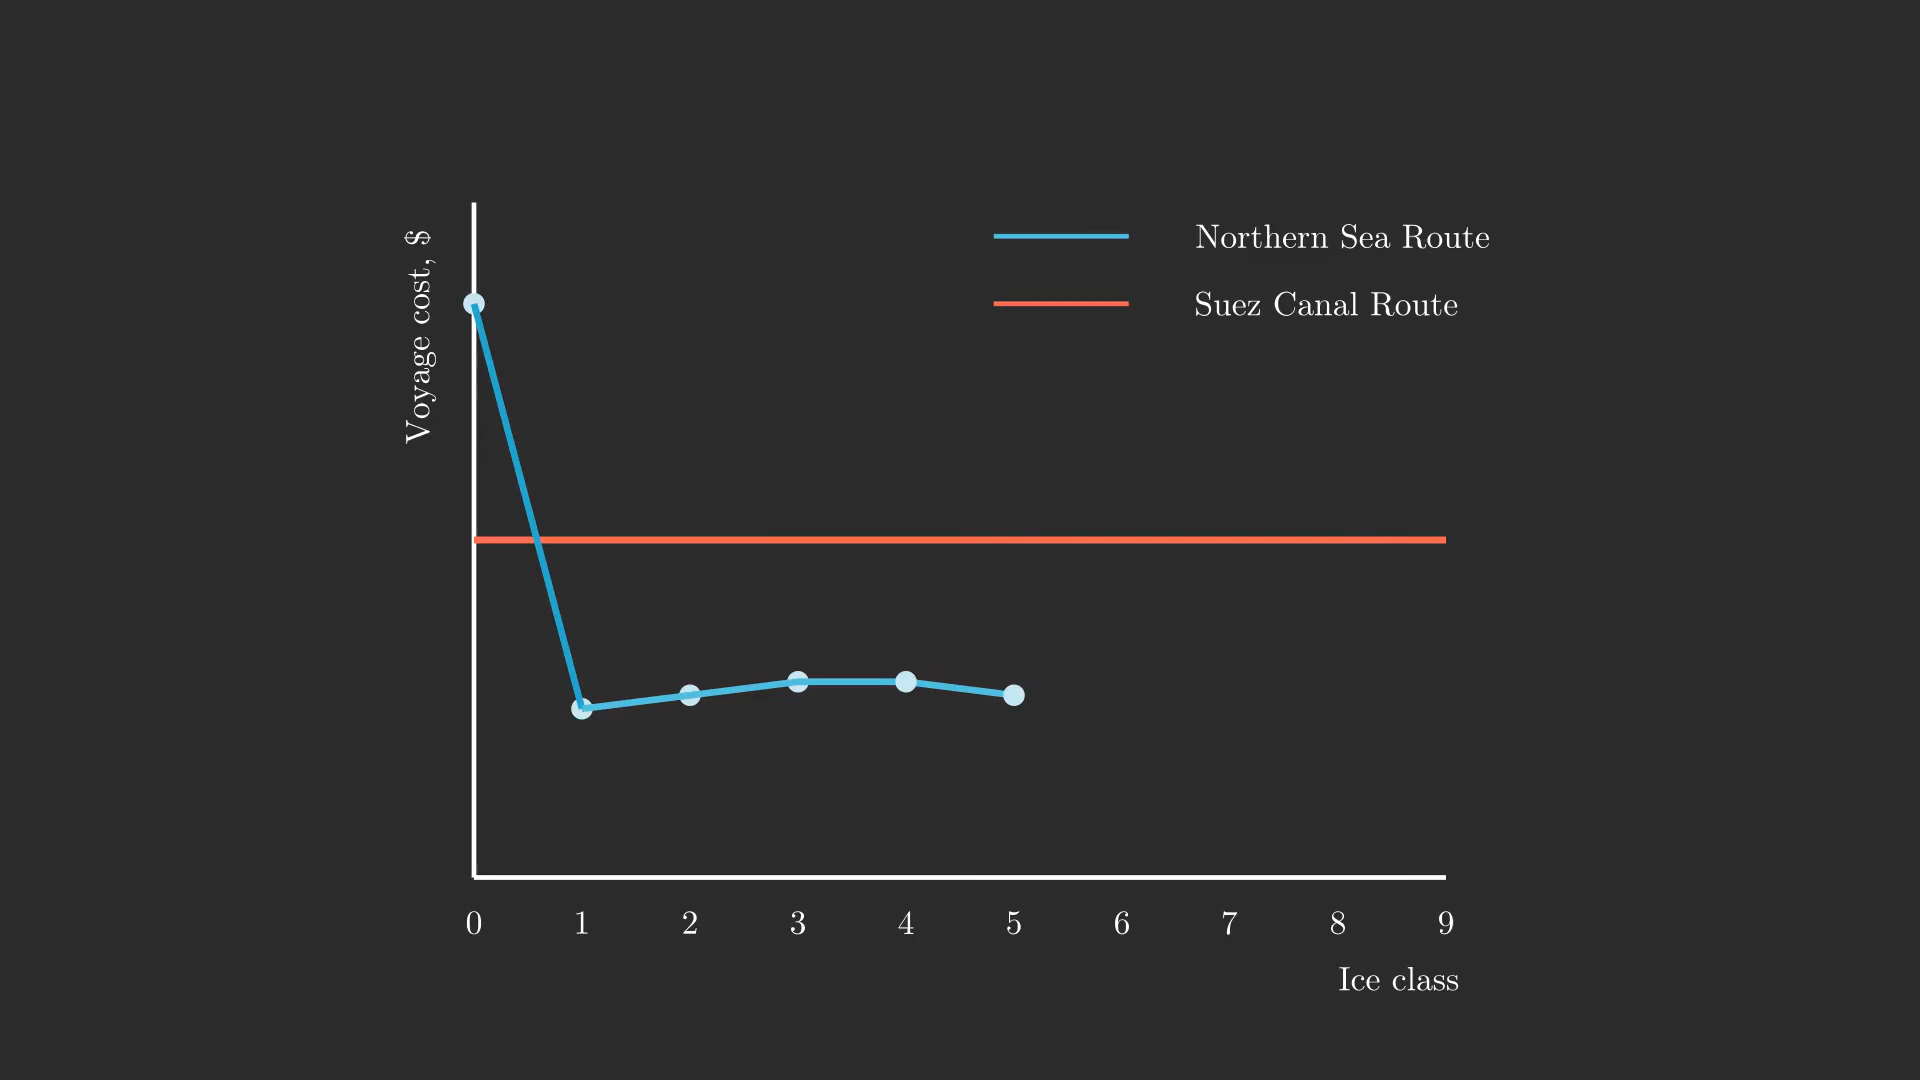 Voyage cost, $
Northern Sea Route
Suez Canal Route
0 1 2 3 4 5 6 7 8 9
Ice class